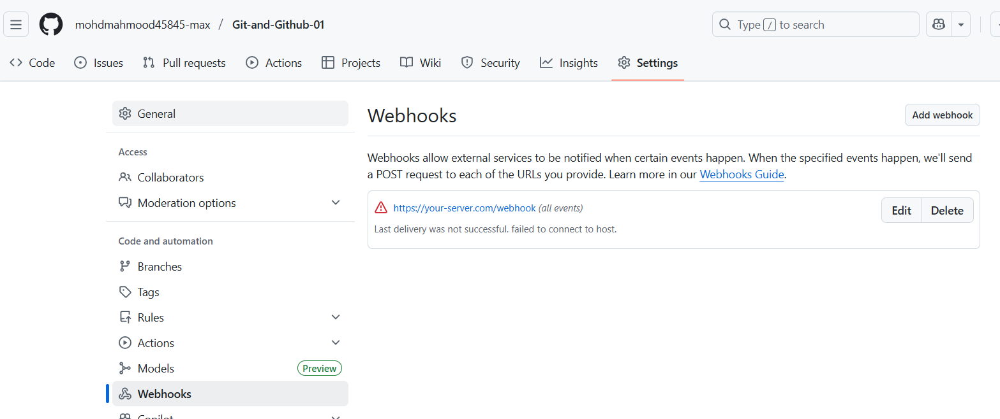 mohdmahmood45845-max / Git-and-Github-01
Type / to search
Code Issues Pull requests Actions Projects Wiki Security Insights Settings
General
Access
Collaborators
Moderation options
Code and automation
Branches
Tags
Rules
Actions
Models Preview
Webhooks
Copilot
Webhooks
Add webhook
Webhooks allow external services to be notified when certain events happen. When the specified events happen, we'll send
a POST request to each of the URLs you provide. Learn more in our Webhooks Guide.
https://your-server.com/webhook (all events)
Edit Delete
Last delivery was not successful. failed to connect to host.